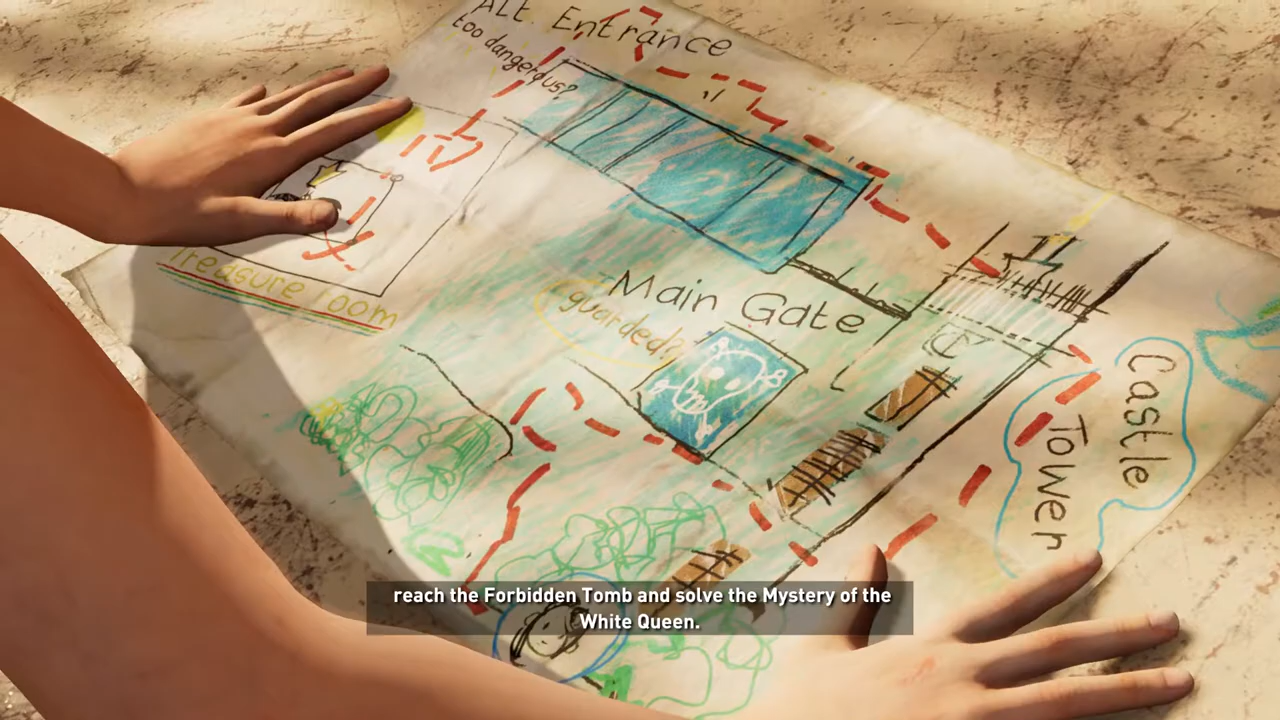 Alt. Entrance
too dangerous?
Treasure room
Main Gate
guarded?
Castle
Tower
reach the Forbidden Tomb and solve the Mystery of the
White Queen.